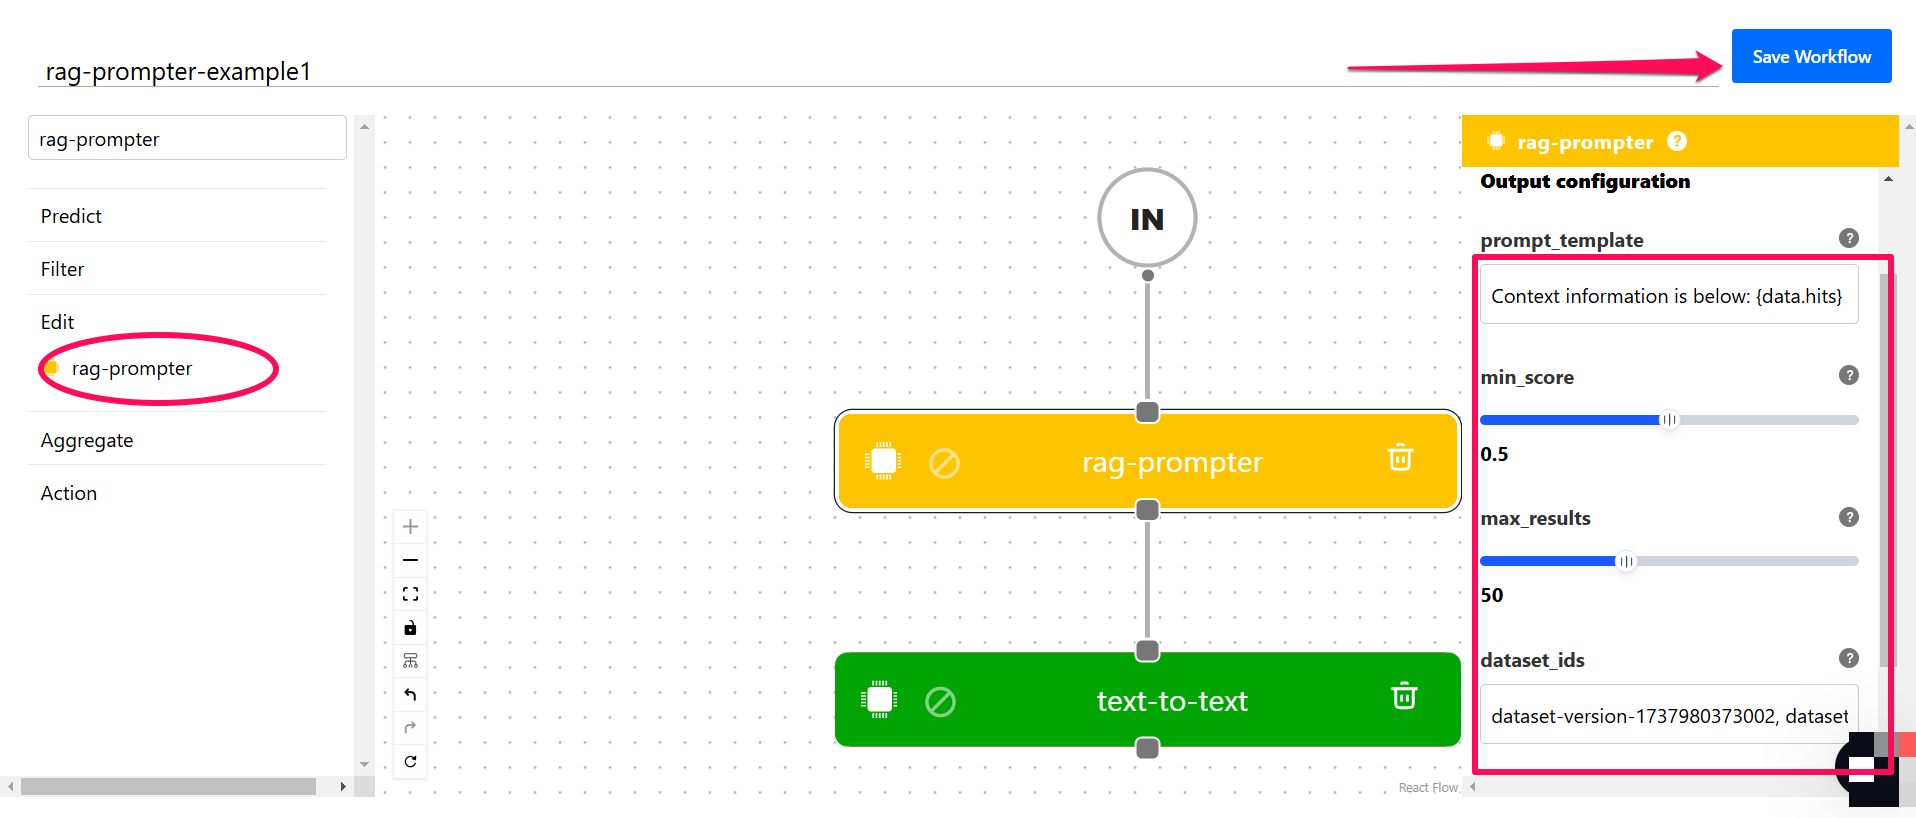 rag-prompter-example1
Save Workflow
rag-prompter
Predict
Filter
Edit
rag-prompter
Aggregate
Action
IN
rag-prompter
text-to-text
React Flow
rag-prompter ?
Output configuration
prompt_template ?
Context information is below: {data.hits}
min_score ?
0.5
max_results ?
50
dataset_ids ?
dataset-version-1737980373002, dataset